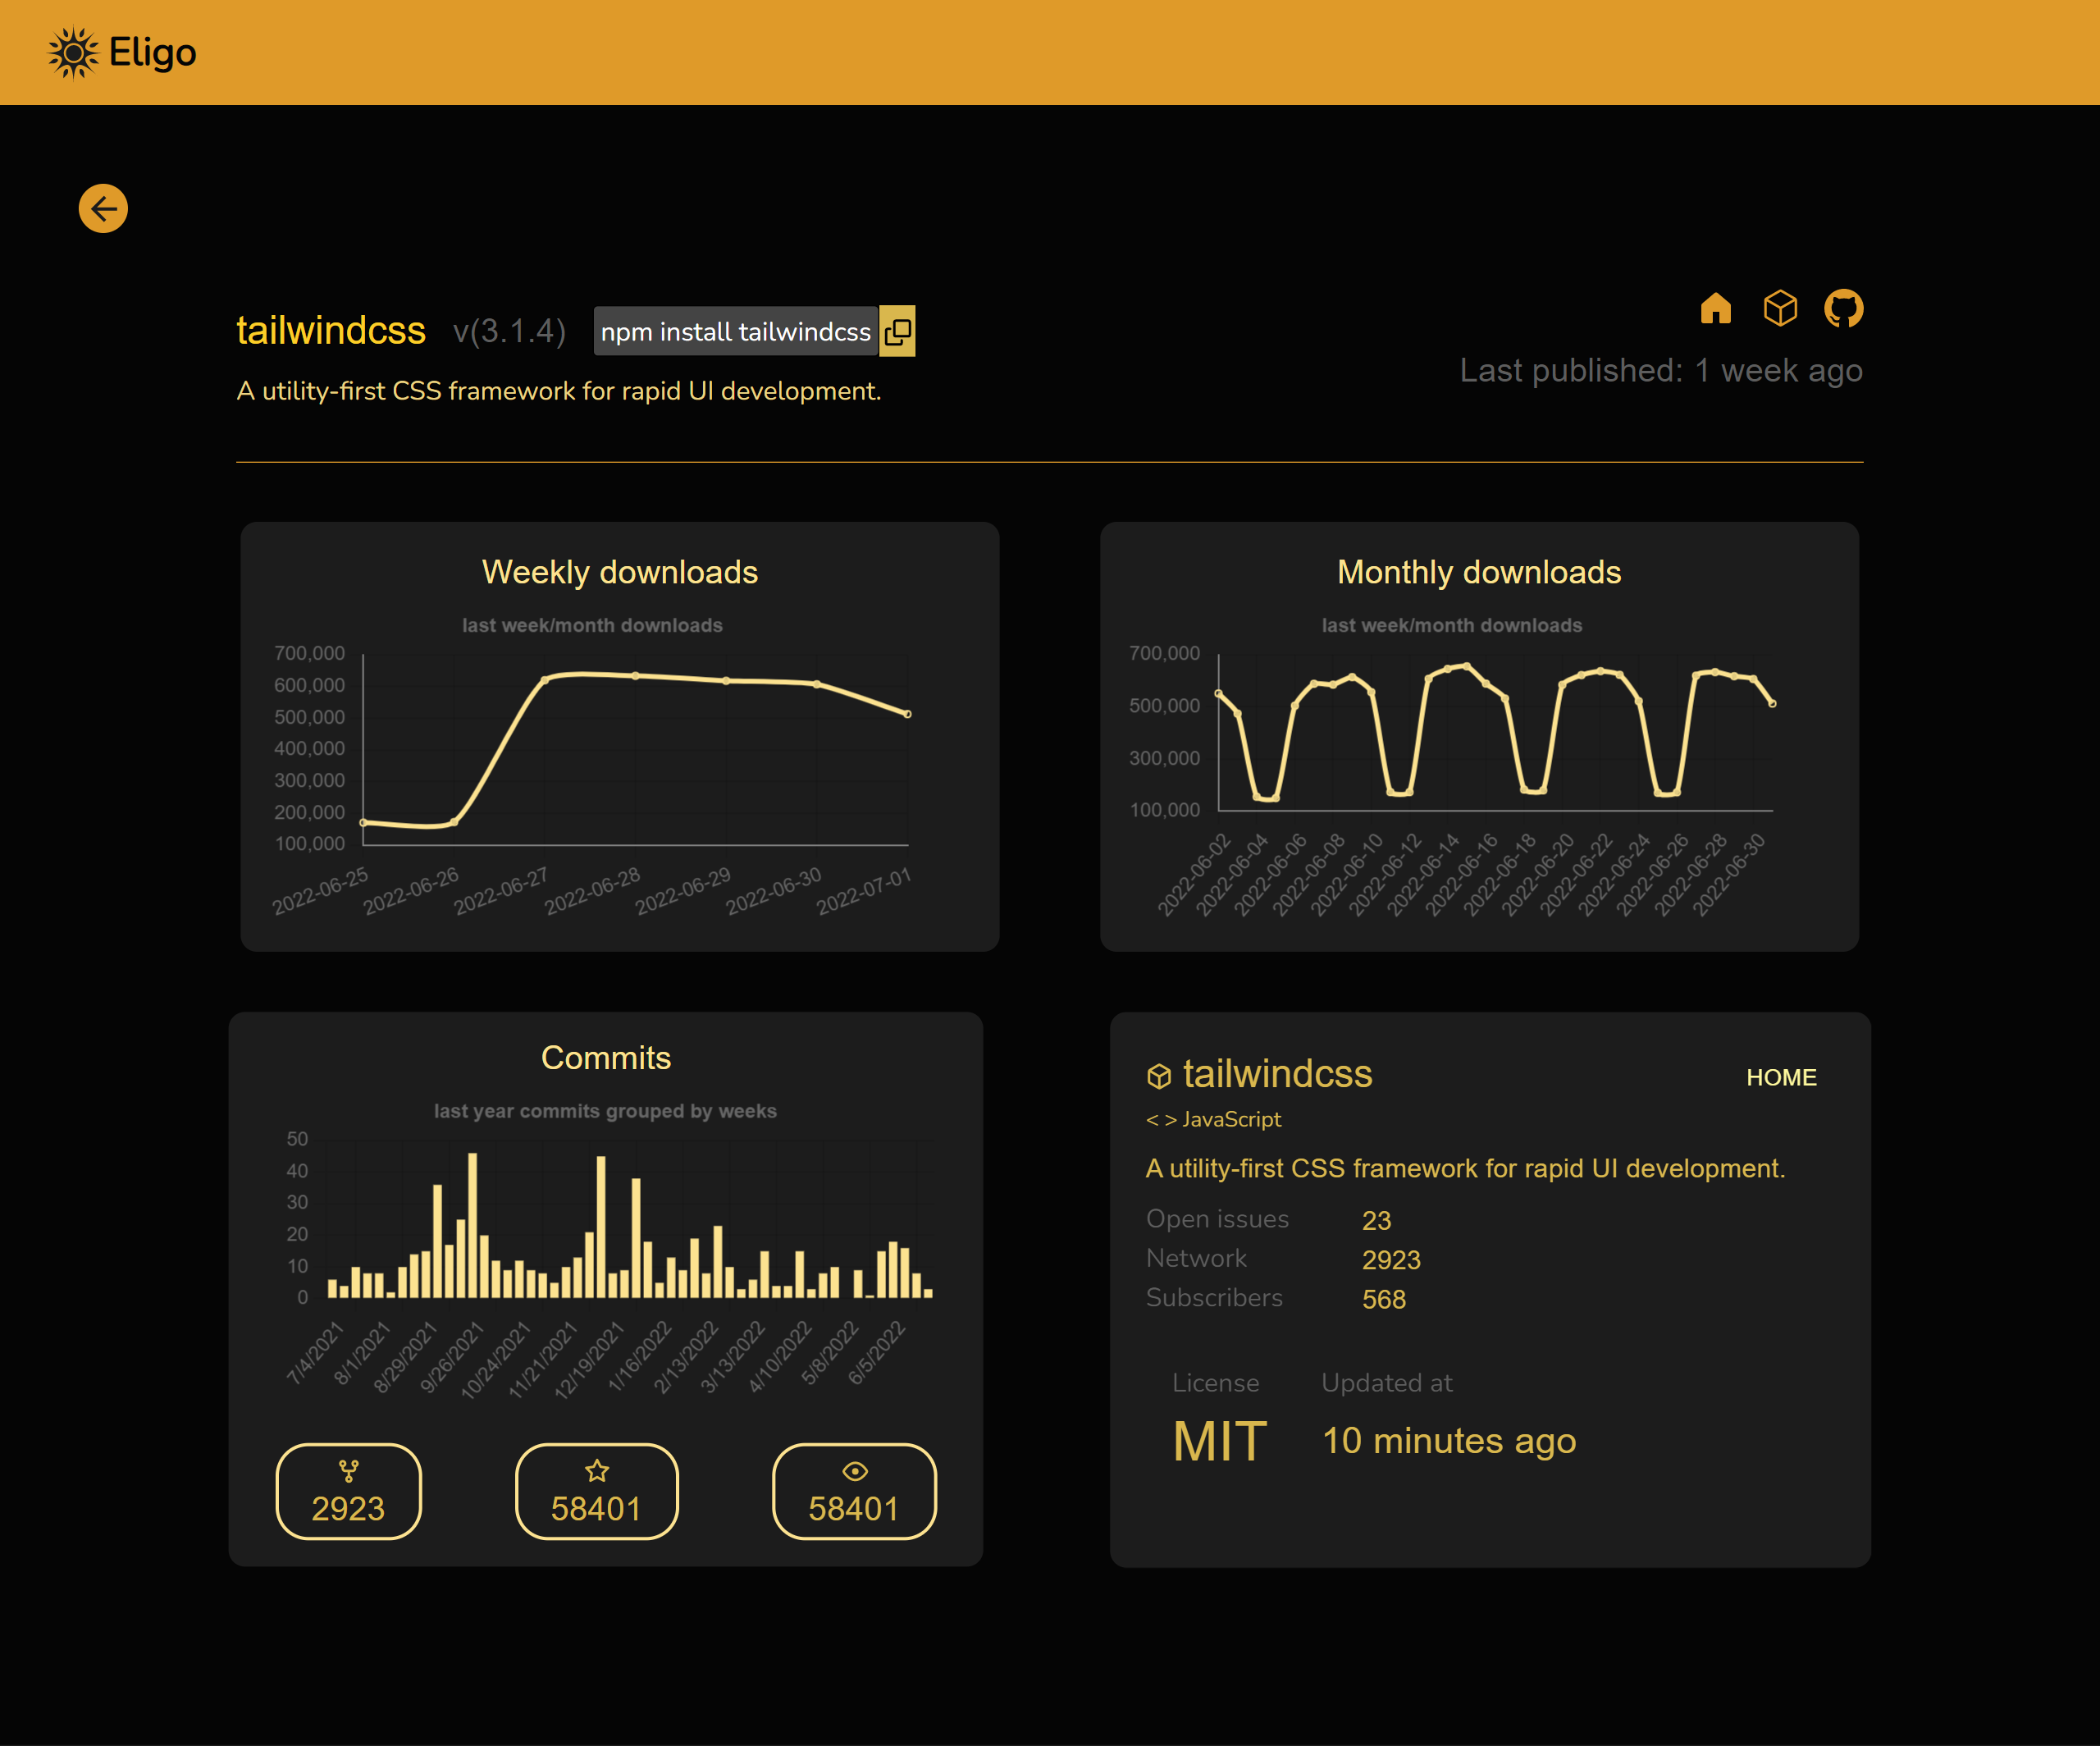 Eligo
tailwindcss v(3.1.4) npm install tailwindcss
A utility-first CSS framework for rapid UI development.
Last published: 1 week ago
Weekly downloads
last week/month downloads
700,000
600,000
500,000
400,000
300,000
200,000
100,000
2022-06-25 2022-06-26 2022-06-27 2022-06-28 2022-06-29 2022-06-30 2022-07-01
Monthly downloads
last week/month downloads
700,000
500,000
300,000
100,000
2022-06-02 2022-06-04 2022-06-06 2022-06-08 2022-06-10 2022-06-12 2022-06-14 2022-06-16 2022-06-18 2022-06-20 2022-06-22 2022-06-24 2022-06-26 2022-06-28 2022-06-30
Commits
last year commits grouped by weeks
50
40
30
20
10
0
7/4/2021 8/1/2021 8/29/2021 9/26/2021 10/24/2021 11/21/2021 12/19/2021 1/16/2022 2/13/2022 3/13/2022 4/10/2022 5/8/2022 6/5/2022
2923 58401 58401
tailwindcss HOME
< > JavaScript
A utility-first CSS framework for rapid UI development.
Open issues 23
Network 2923
Subscribers 568
License Updated at
MIT 10 minutes ago